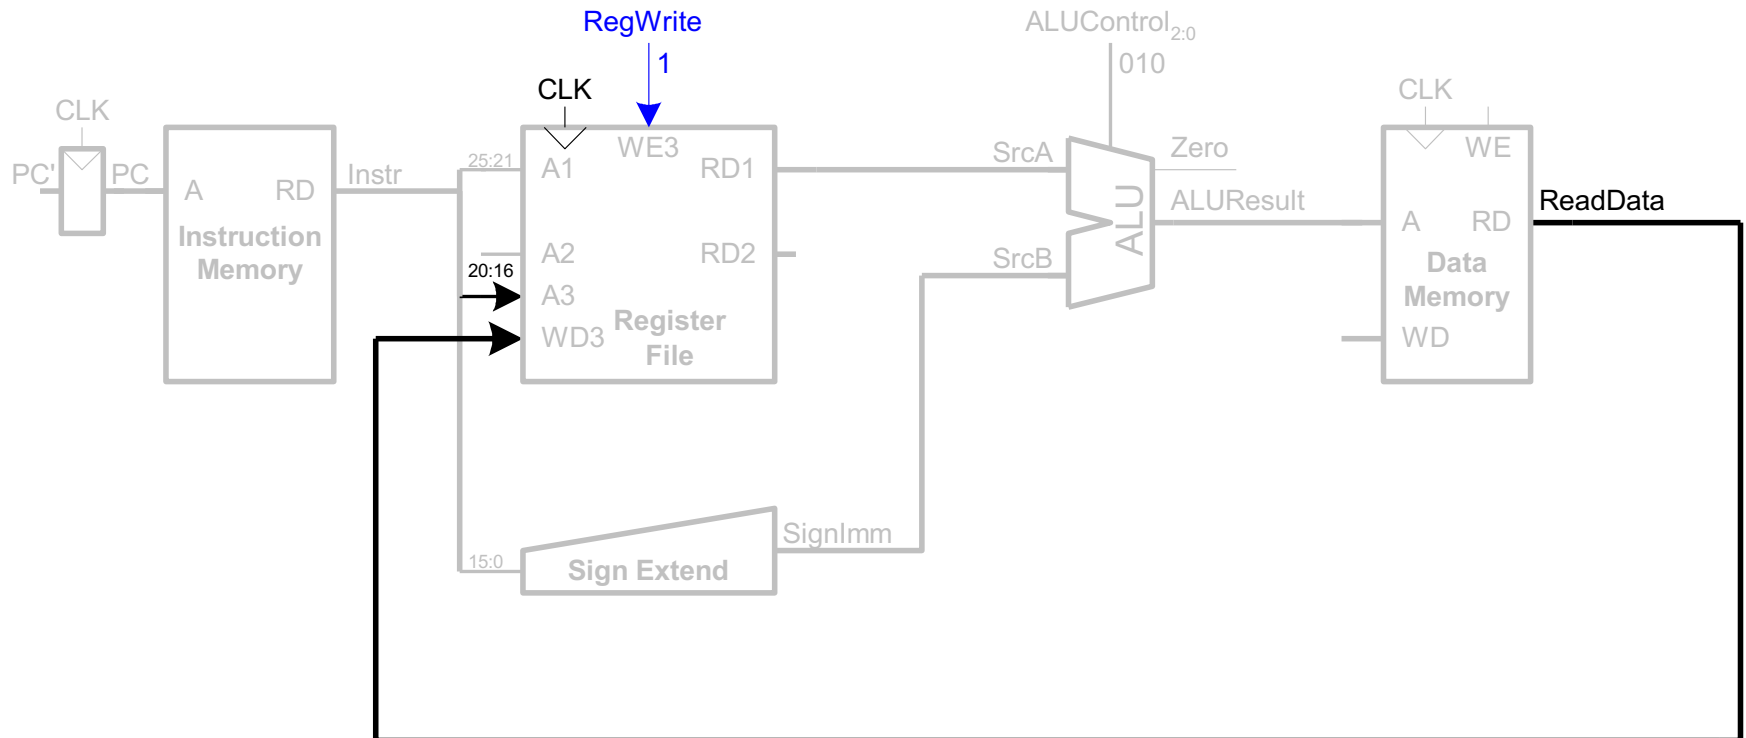 RegWrite
ALUControl2:0
1
010
CLK
CLK
CLK
WE3
WE
PC'
PC
A
RD
Instr
25:21
A1
RD1
SrcA
Zero
Instruction
Memory
ALU
ALUResult
A
RD
ReadData
A2
RD2
SrcB
Data
Memory
20:16
A3
WD3
Register
File
WD
15:0
Sign Extend
SignImm